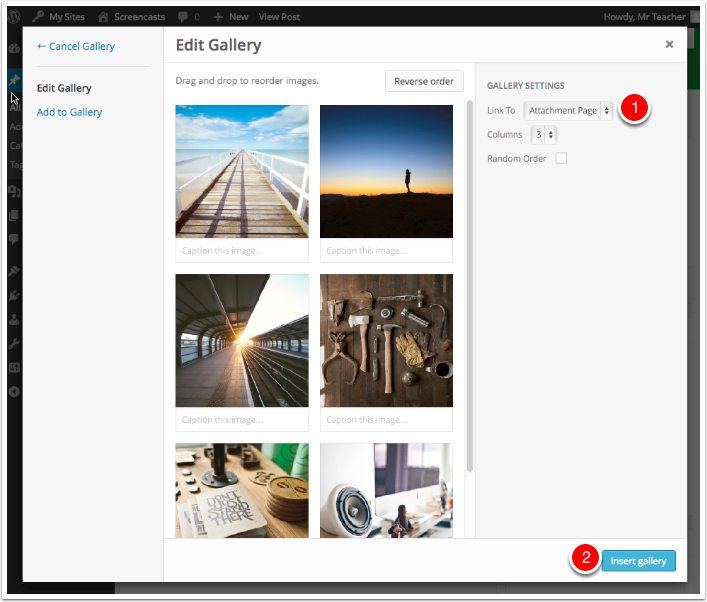 My Sites Screencasts 0 + New View Post Howdy, Mr Teacher
← Cancel Gallery
Edit Gallery
Add to Gallery
Edit Gallery
Drag and drop to reorder images.
Reverse order
Caption this image...
Caption this image...
Caption this image...
Caption this image...
DON'T
JUST
STAND
THERE
GALLERY SETTINGS
Link To Attachment Page 1
Columns 3
Random Order
2 Insert gallery
Ad
Cat
Tag